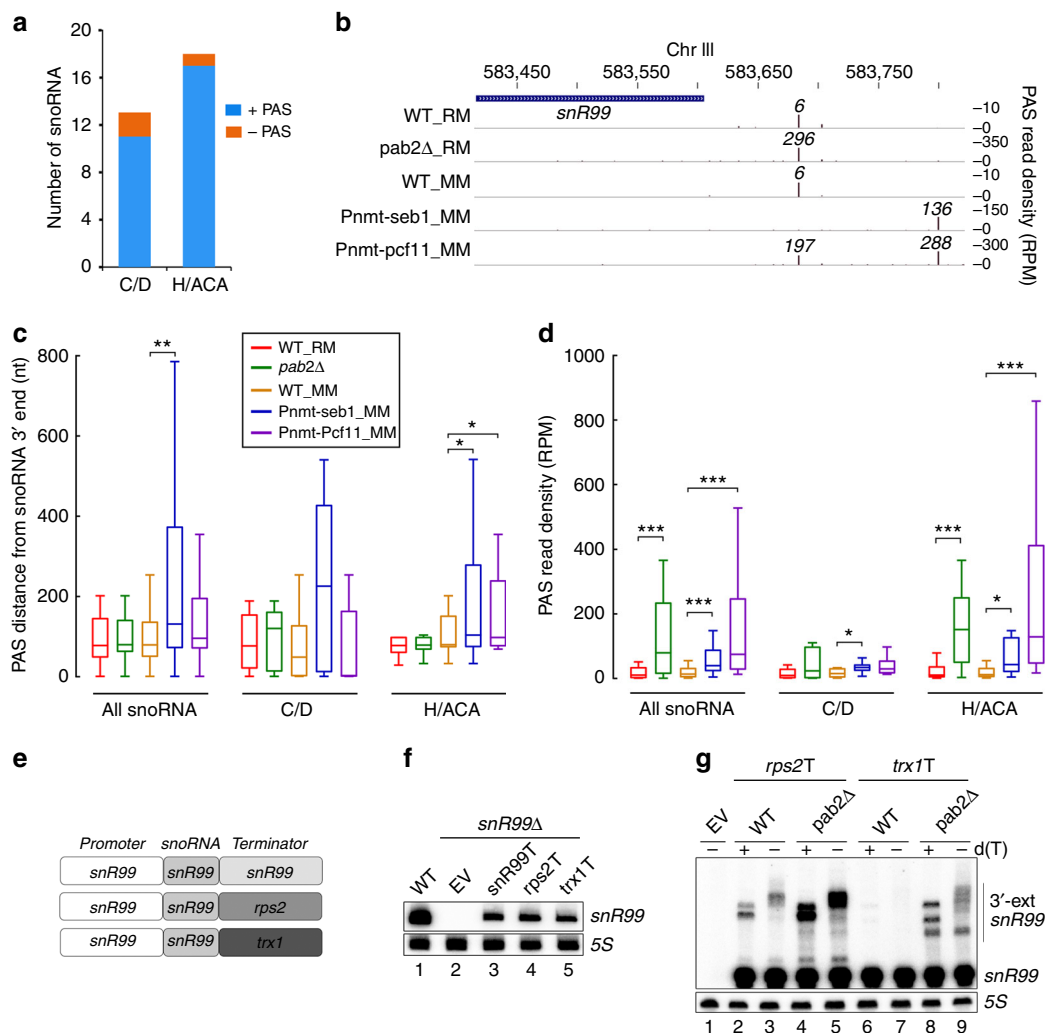 a
20
16
12
8
4
0
Number of snoRNA
C/D
H/ACA
+ PAS
– PAS
b
Chr III
583,450
583,550
583,650
583,750
snR99
WT_RM
6
–10
–0
pab2Δ_RM
296
–350
–0
WT_MM
6
–10
–0
Pnmt-seb1_MM
136
–150
–0
Pnmt-pcf11_MM
197
288
–300
–0
PAS read density (RPM)
c
PAS distance from snoRNA 3′ end (nt)
800
600
400
200
0
**
*
*
WT_RM
pab2Δ
WT_MM
Pnmt-seb1_MM
Pnmt-Pcf11_MM
All snoRNA
C/D
H/ACA
d
PAS read density (RPM)
1000
800
600
400
200
0
***
***
***
*
***
*
***
All snoRNA
C/D
H/ACA
e
Promoter snoRNA Terminator
snR99 snR99 snR99
snR99 snR99 rps2
snR99 snR99 trx1
f
snR99Δ
WT EV snR99T rps2T trx1T
snR99
5S
1 2 3 4 5
g
rps2T trx1T
EV WT pab2Δ WT pab2Δ
– + – + – + – + – d(T)
3′-ext
snR99
snR99
5S
1 2 3 4 5 6 7 8 9